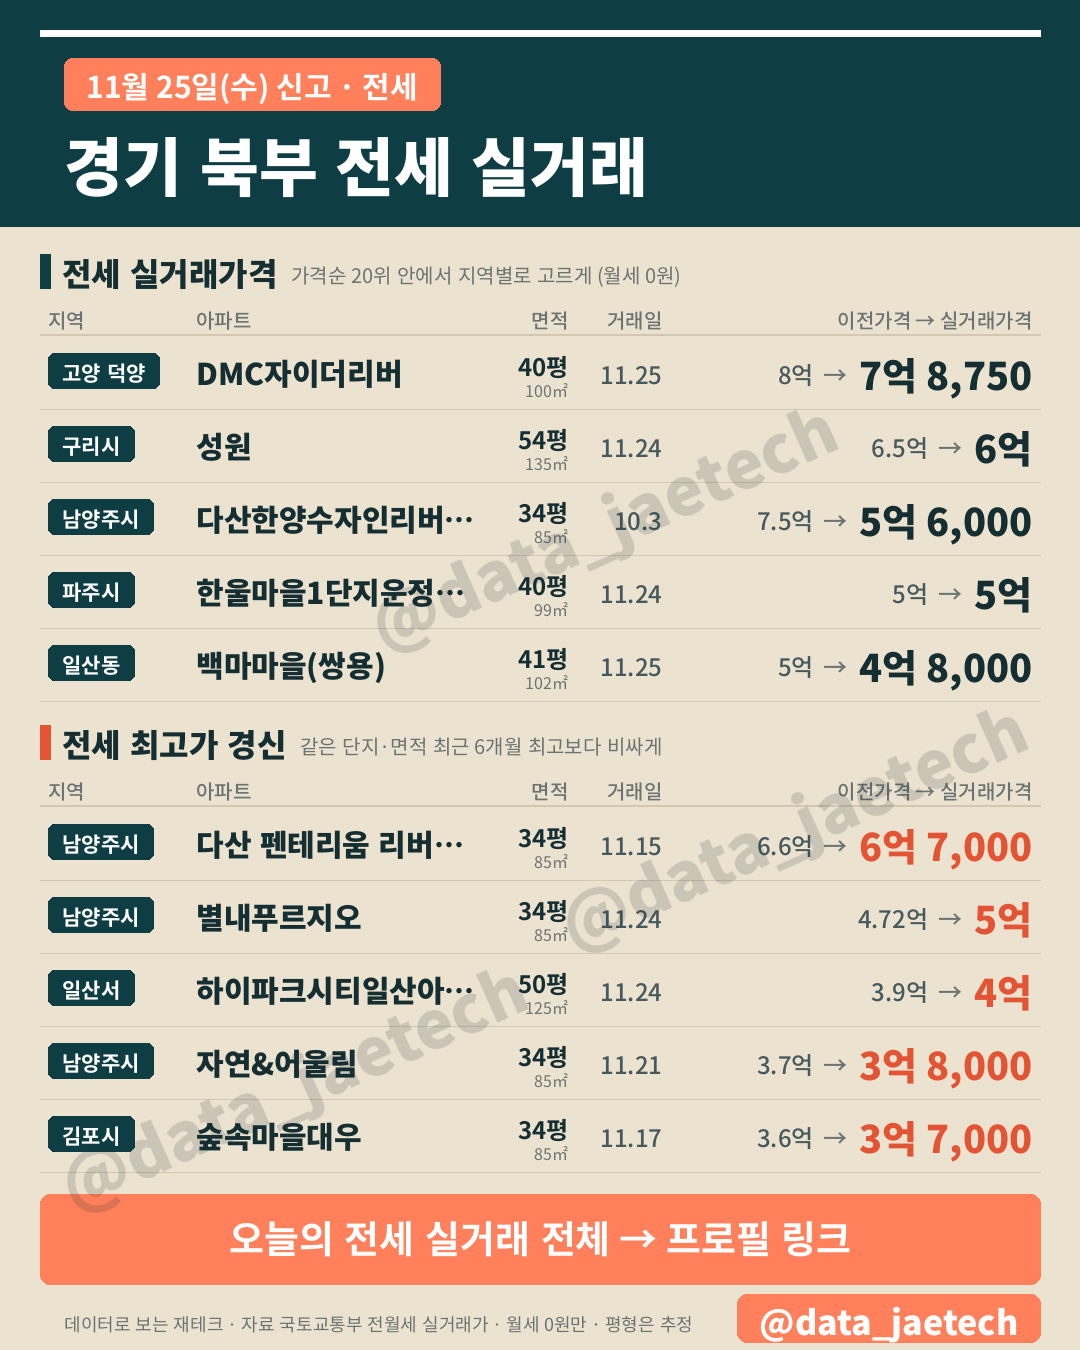 11월 25일(수) 신고 · 전세
경기 북부 전세 실거래
전세 실거래가격 가격순 20위 안에서 지역별로 고르게 (월세 0원)
지역 아파트 면적 거래일 이전가격 → 실거래가격
고양 덕양 DMC자이더리버 40평 100㎡ 11.25 8억 → 7억 8,750
구리시 성원 54평 135㎡ 11.24 6.5억 → 6억
남양주시 다산한양수자인리버… 34평 85㎡ 10.3 7.5억 → 5억 6,000
파주시 한울마을1단지운정… 40평 99㎡ 11.24 5억 → 5억
일산동 백마마을(쌍용) 41평 102㎡ 11.25 5억 → 4억 8,000
전세 최고가 경신 같은 단지·면적 최근 6개월 최고보다 비싸게
지역 아파트 면적 거래일 이전가격 → 실거래가격
남양주시 다산 펜테리움 리버… 34평 85㎡ 11.15 6.6억 → 6억 7,000
남양주시 별내푸르지오 34평 85㎡ 11.24 4.72억 → 5억
일산서 하이파크시티일산아… 50평 125㎡ 11.24 3.9억 → 4억
남양주시 자연&어울림 34평 85㎡ 11.21 3.7억 → 3억 8,000
김포시 숲속마을대우 34평 85㎡ 11.17 3.6억 → 3억 7,000
@data_jaetech
@data_jaetech
@data_jaetech
오늘의 전세 실거래 전체 → 프로필 링크
데이터로 보는 재테크 · 자료 국토교통부 전월세 실거래가 · 월세 0원만 · 평형은 추정
@data_jaetech